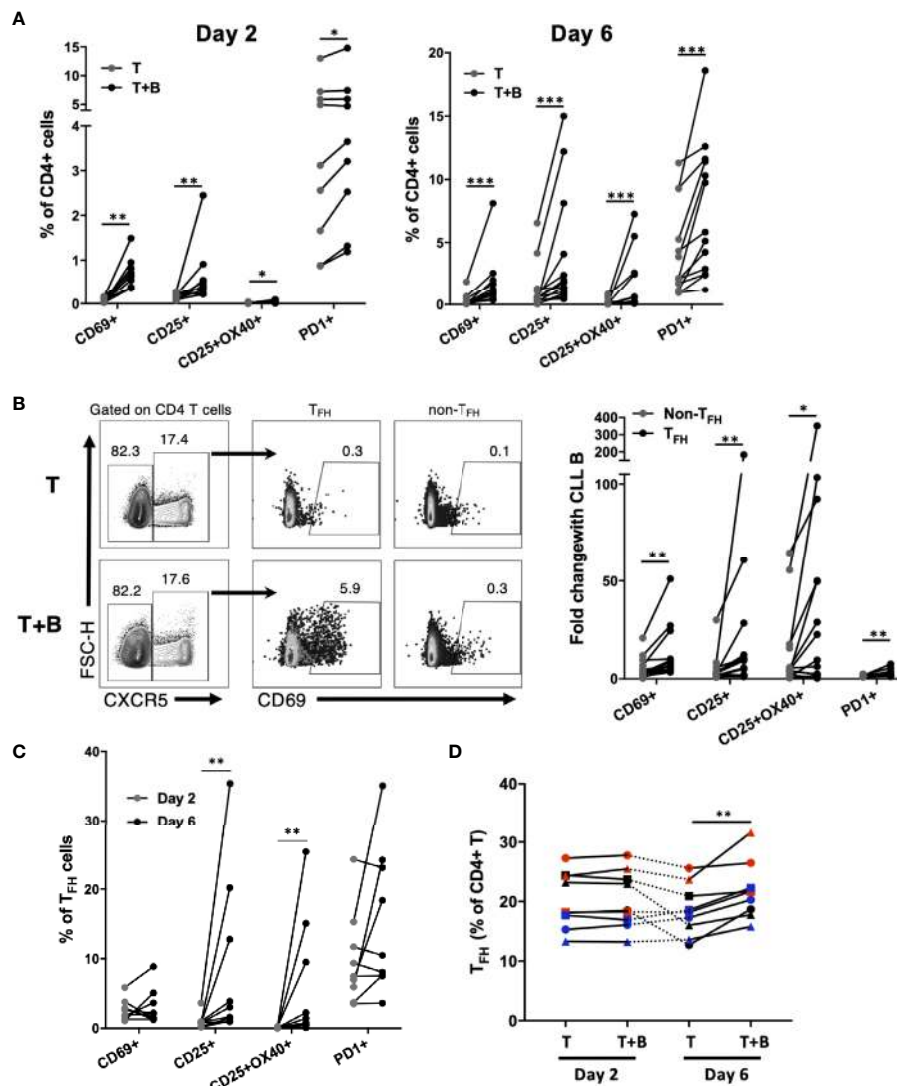 A
Day 2
Day 6
T
T+B
% of CD4+ cells
15
10
5
4
3
2
1
0
**
**
*
*
CD69+
CD25+
CD25+OX40+
PD1+
T
T+B
% of CD4+ cells
20
15
10
5
0
***
***
***
***
CD69+
CD25+
CD25+OX40+
PD1+
B
Gated on CD4 T cells
TFH
non-TFH
T
82.3
17.4
0.3
0.1
T+B
82.2
17.6
5.9
0.3
FSC-H
CXCR5
CD69
Non-TFH
TFH
Fold changewith CLL B
400
300
200
100
50
0
**
**
*
**
CD69+
CD25+
CD25+OX40+
PD1+
C
Day 2
Day 6
% of TFH cells
40
30
20
10
0
**
**
CD69+
CD25+
CD25+OX40+
PD1+
D
TFH (% of CD4+ T)
40
30
20
10
0
**
T
T+B
T
T+B
Day 2
Day 6